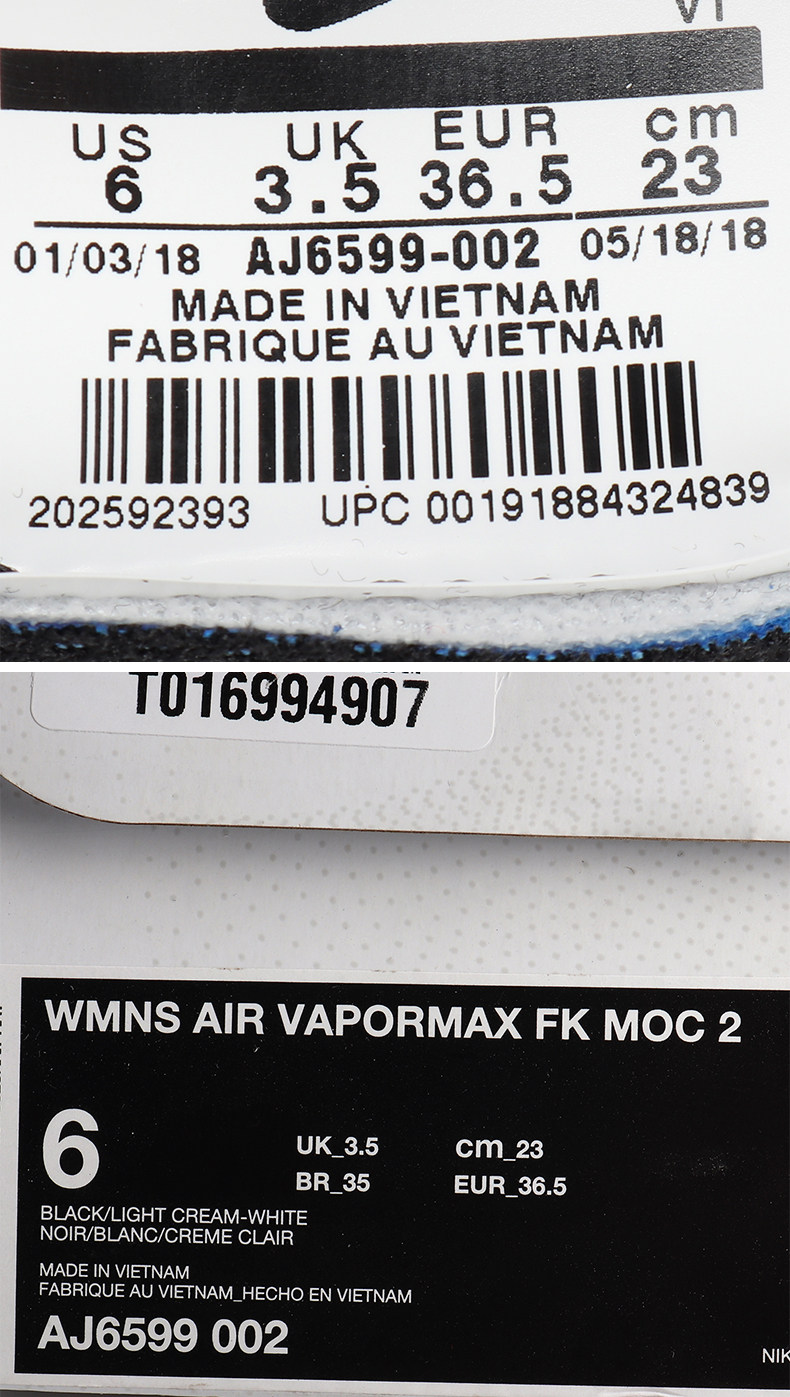 US UK EUR cm
6 3.5 36.5 23
01/03/18 AJ6599-002 05/18/18
MADE IN VIETNAM
FABRIQUE AU VIETNAM
202592393 UPC 00191884324839
T016994907
WMNS AIR VAPORMAX FK MOC 2
6
UK_3.5 cm_23
BR_35 EUR_36.5
BLACK/LIGHT CREAM-WHITE
NOIR/BLANC/CREME CLAIR
MADE IN VIETNAM
FABRIQUE AU VIETNAM_HECHO EN VIETNAM
AJ6599 002